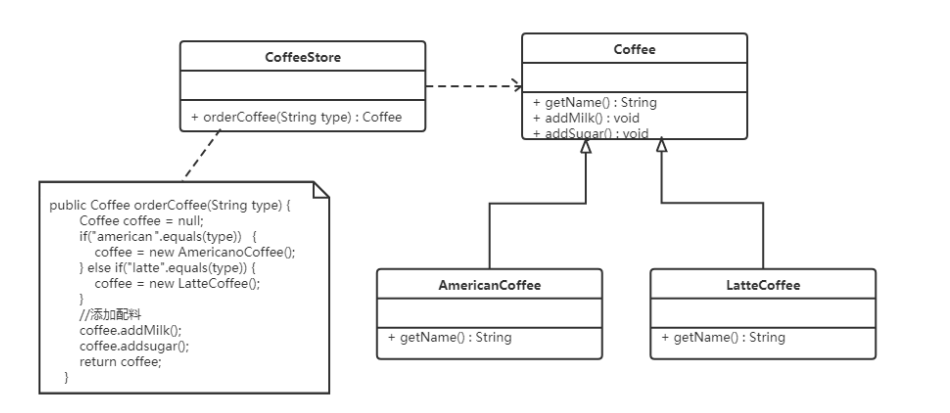 CoffeeStore
+ orderCoffee(String type) : Coffee
Coffee
+ getName() : String
+ addMilk() : void
+ addSugar() : void
public Coffee orderCoffee(String type) {
Coffee coffee = null;
if("american".equals(type)) {
coffee = new AmericanoCoffee();
} else if("latte".equals(type)) {
coffee = new LatteCoffee();
}
//添加配料
coffee.addMilk();
coffee.addsugar();
return coffee;
}
AmericanCoffee
+ getName() : String
LatteCoffee
+ getName() : String